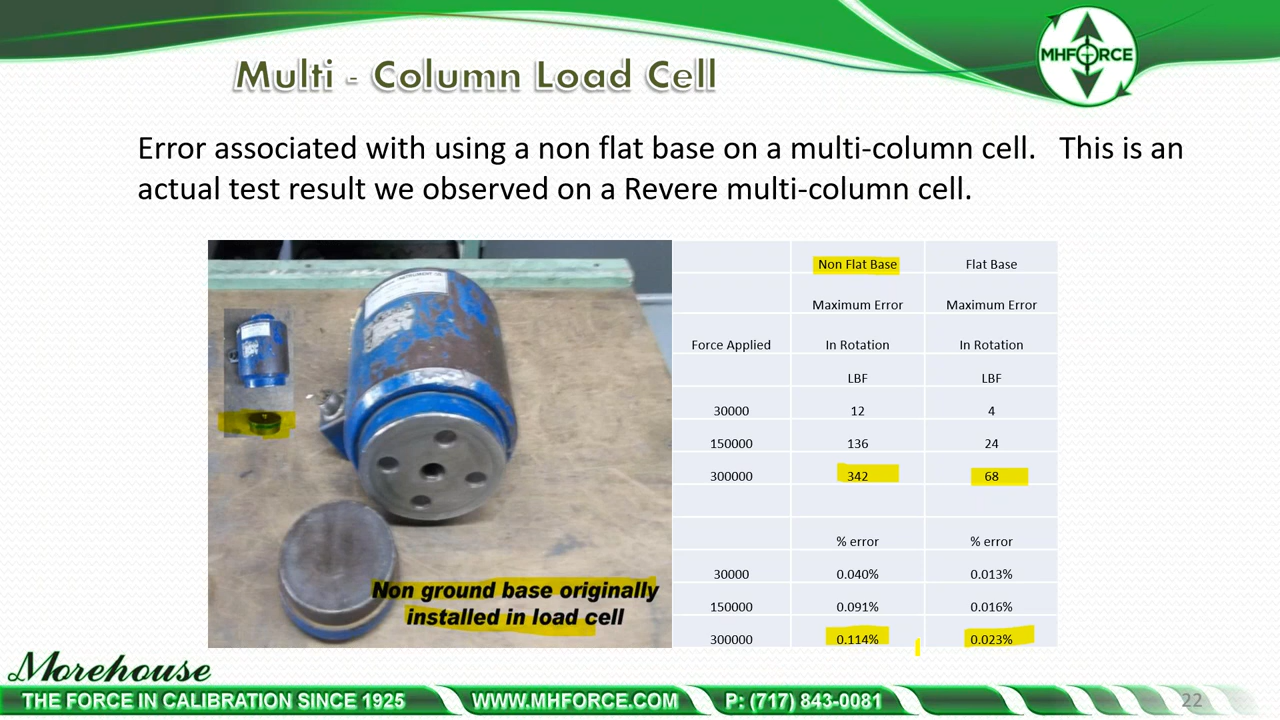 Multi - Column Load Cell
MHFORCE
Error associated with using a non flat base on a multi-column cell. This is an
actual test result we observed on a Revere multi-column cell.
Non Flat Base Flat Base
Maximum Error Maximum Error
Force Applied In Rotation In Rotation
LBF LBF
30000 12 4
150000 136 24
300000 342 68
% error % error
30000 0.040% 0.013%
150000 0.091% 0.016%
300000 0.114% 0.023%
Non ground base originally
installed in load cell
Morehouse
THE FORCE IN CALIBRATION SINCE 1925 WWW.MHFORCE.COM P: (717) 843-0081 22